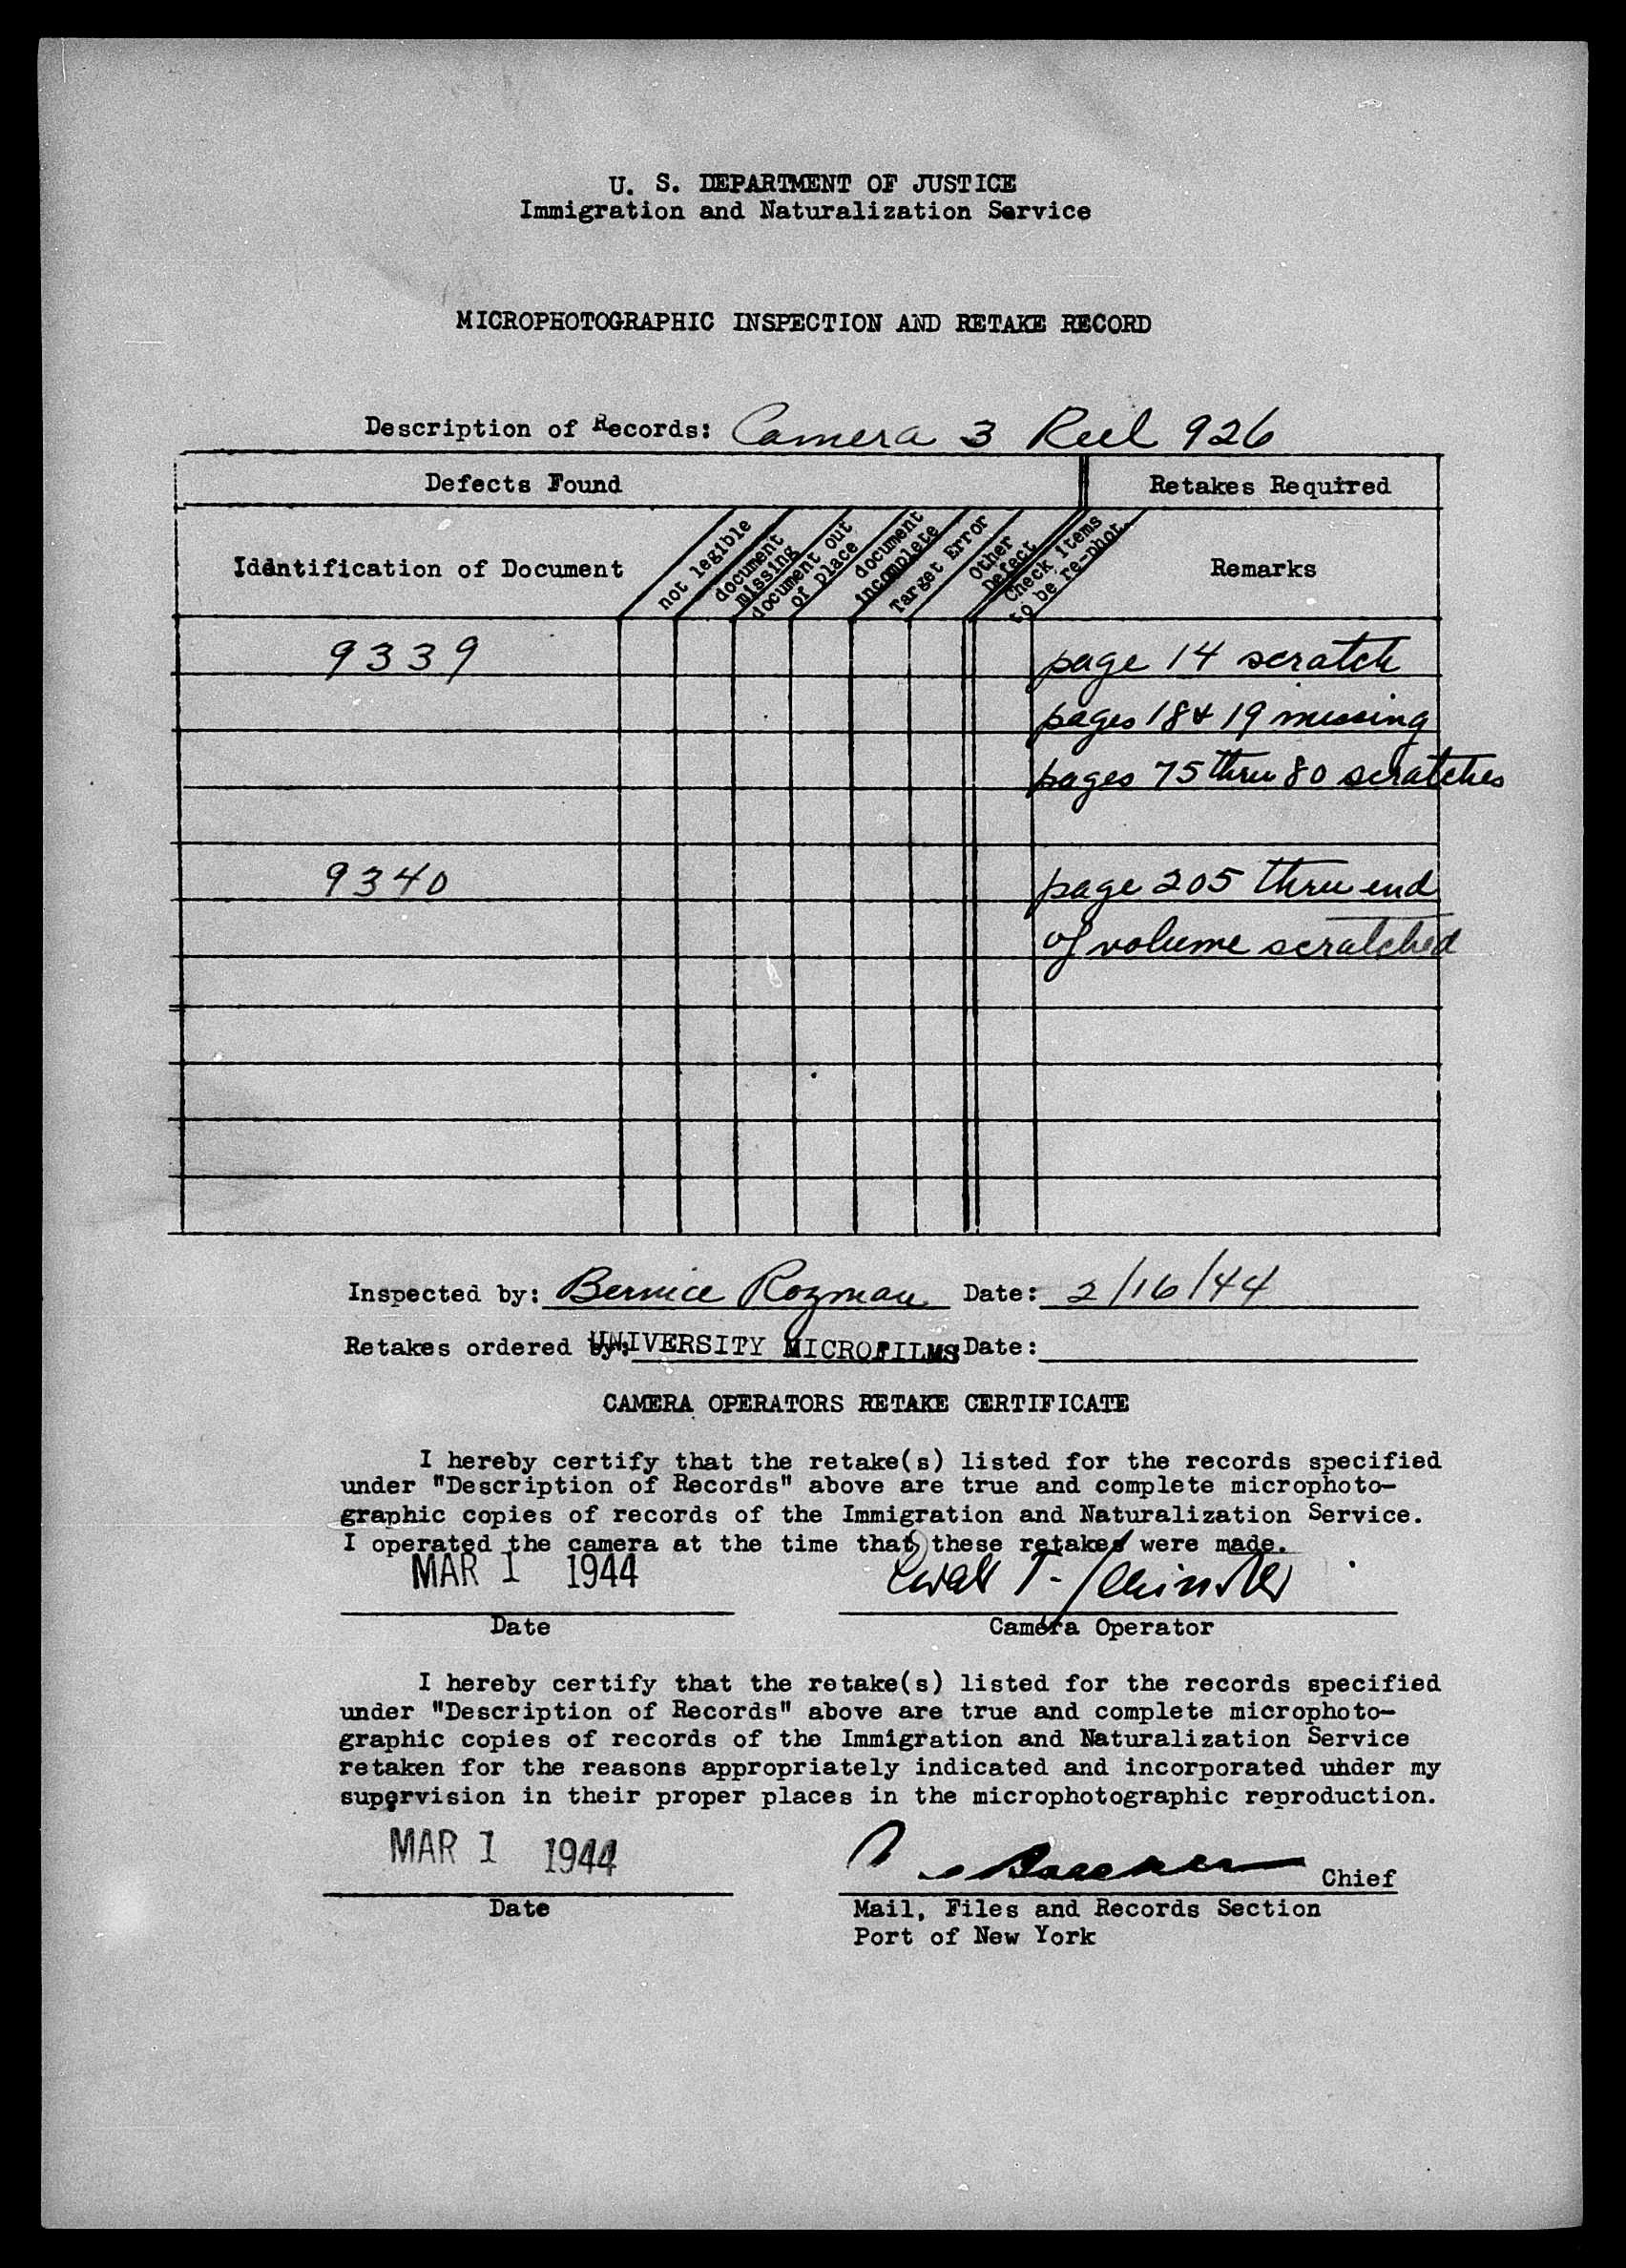 U. S. DEPARTMENT OF JUSTICE
Immigration and Naturalization Service
MICROPHOTOGRAPHIC INSPECTION AND RETAKE RECORD
Description of Records: Camera 3 Reel 926
Defects Found
Retakes Required
Identification of Document
not legible
document missing
document out of place
document incomplete
Target Error
Other Defect
Check items to be re-phot.
Remarks
9339 page 14 scratch
pages 18 & 19 missing
pages 75 thru 80 scratches
9340 page 205 thru end
of volume scratched
Inspected by: Bernice Rozman Date: 2/16/44
Retakes ordered by: UNIVERSITY MICROFILMS Date:
CAMERA OPERATORS RETAKE CERTIFICATE
I hereby certify that the retake(s) listed for the records specified
under "Description of Records" above are true and complete microphoto-
graphic copies of records of the Immigration and Naturalization Service.
I operated the camera at the time that these retakes were made.
MAR 1 1944
Date
Camera Operator
I hereby certify that the retake(s) listed for the records specified
under "Description of Records" above are true and complete microphoto-
graphic copies of records of the Immigration and Naturalization Service
retaken for the reasons appropriately indicated and incorporated under my
supervision in their proper places in the microphotographic reproduction.
MAR 1 1944
Chief
Date
Mail, Files and Records Section
Port of New York